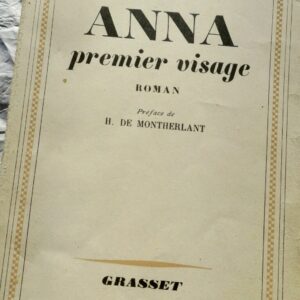 ANNA
premier visage
ROMAN
Préface de
H. DE MONTHERLANT
GRASSET